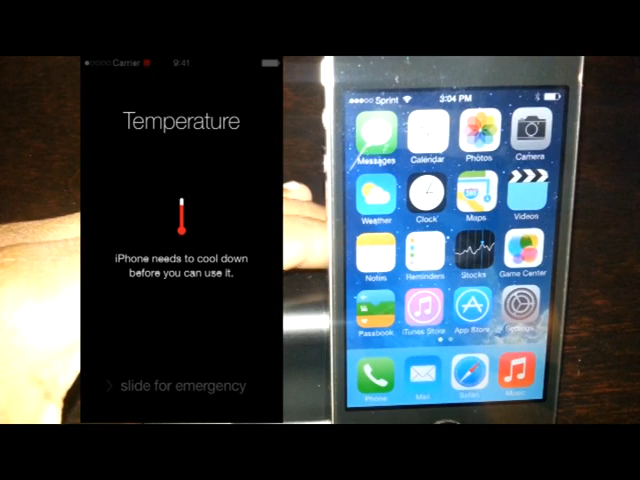 Carrier 9:41
Temperature
iPhone needs to cool down
before you can use it.
slide for emergency
Sprint 3:04 PM
Messages Calendar Photos Camera
Weather Clock Maps Videos
Notes Reminders Stocks Game Center
Passbook iTunes Store App Store Settings
Phone Mail Safari Music